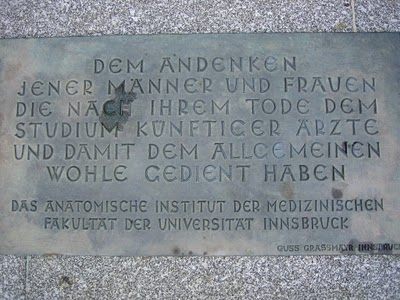 DEM ANDENKEN
JENER MÄNNER UND FRAUEN
DIE NACH IHREM TODE DEM
STUDIUM KÜNFTIGER ÄRZTE
UND DAMIT DEM ALLGEMEINEN
WOHLE GEDIENT HABEN
DAS ANATOMISCHE INSTITUT DER MEDIZINISCHEN
FAKULTÄT DER UNIVERSITÄT INNSBRUCK
GUSS GRASSMAYR INNSBRUCK